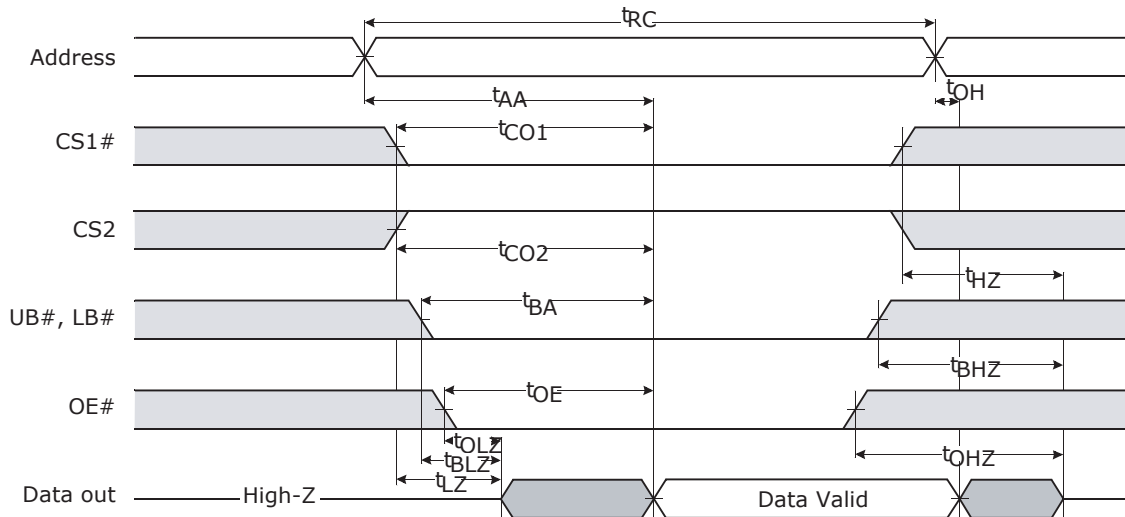 tRC
Address
tAA
tOH
CS1#
tCO1
CS2
tCO2
tHZ
UB#, LB#
tBA
tBHZ
OE#
tOE
tOLZ
tBLZ
tOHZ
tLZ
Data out
High-Z
Data Valid